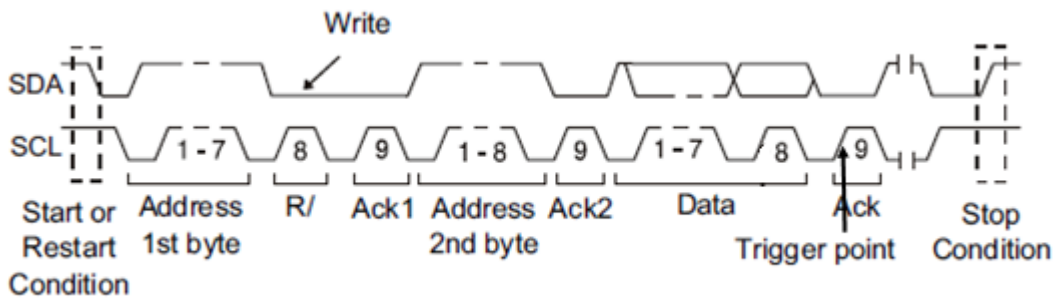 Write
SDA
SCL
1 - 7
8
9
1 - 8
9
1 - 7
8
9
Start or
Restart
Condition
Address
1st byte
R/
Ack1
Address
2nd byte
Ack2
Data
Ack
Trigger point
Stop
Condition